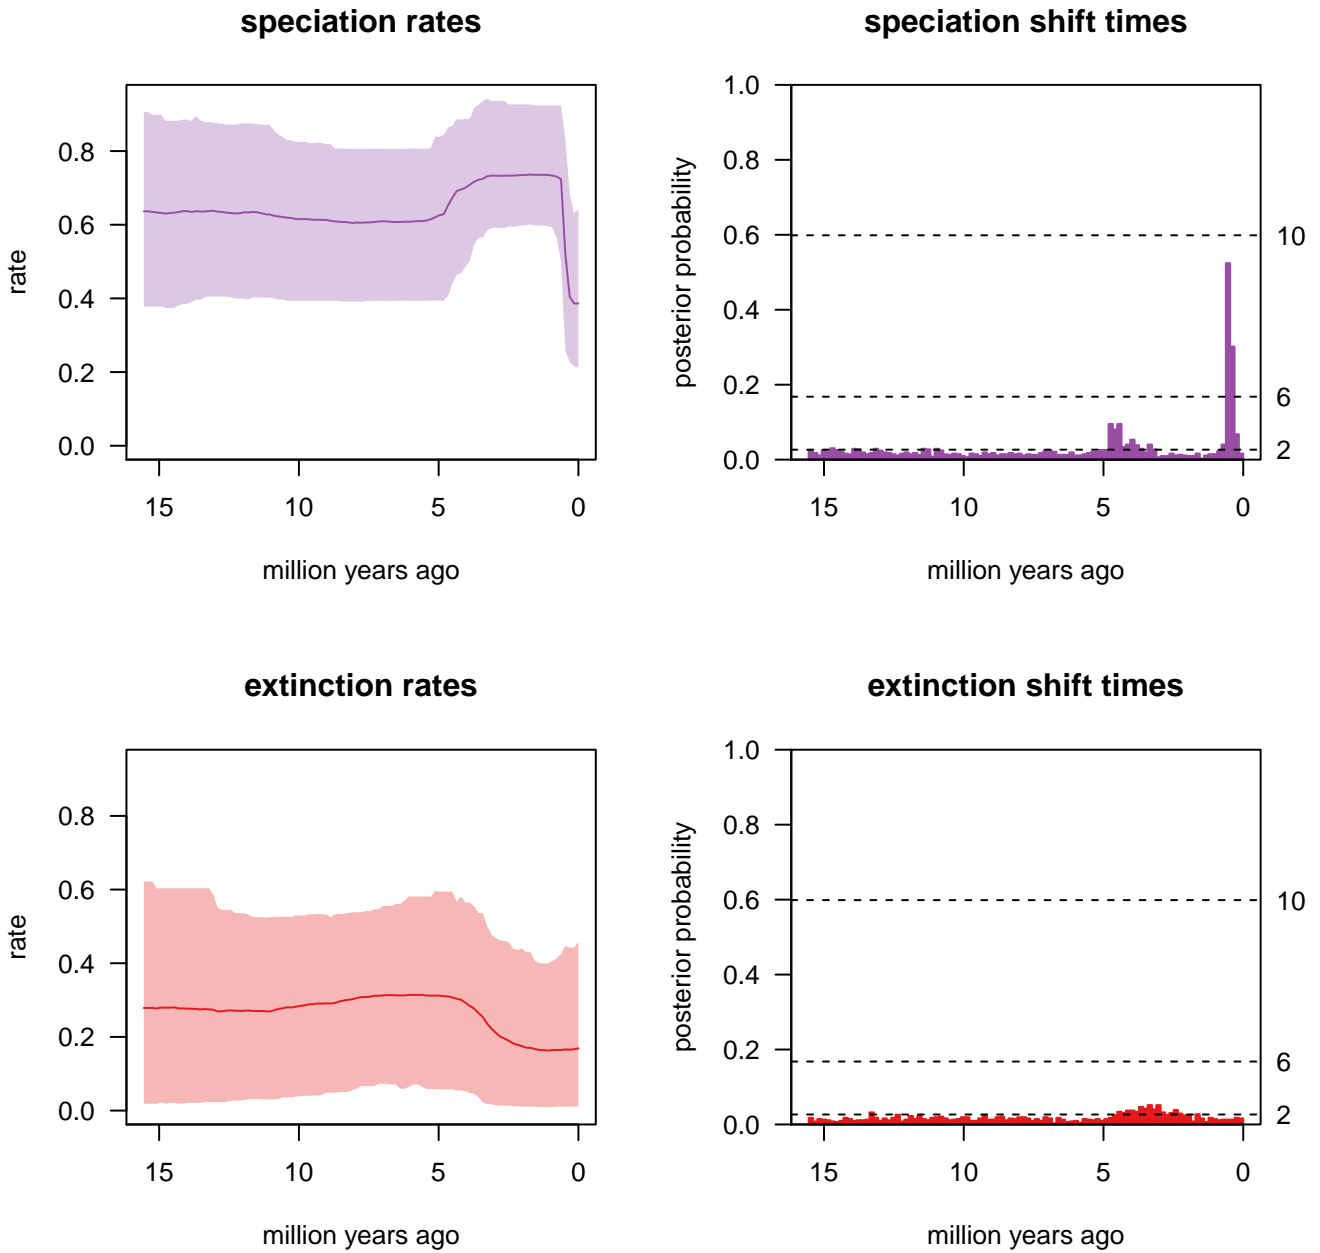 speciation rates
rate
0.8
0.6
0.4
0.2
0.0
15 10 5 0
million years ago
speciation shift times
posterior probability
1.0
0.8
0.6
0.4
0.2
0.0
10
6
2
15 10 5 0
million years ago
extinction rates
rate
0.8
0.6
0.4
0.2
0.0
15 10 5 0
million years ago
extinction shift times
posterior probability
1.0
0.8
0.6
0.4
0.2
0.0
10
6
2
15 10 5 0
million years ago